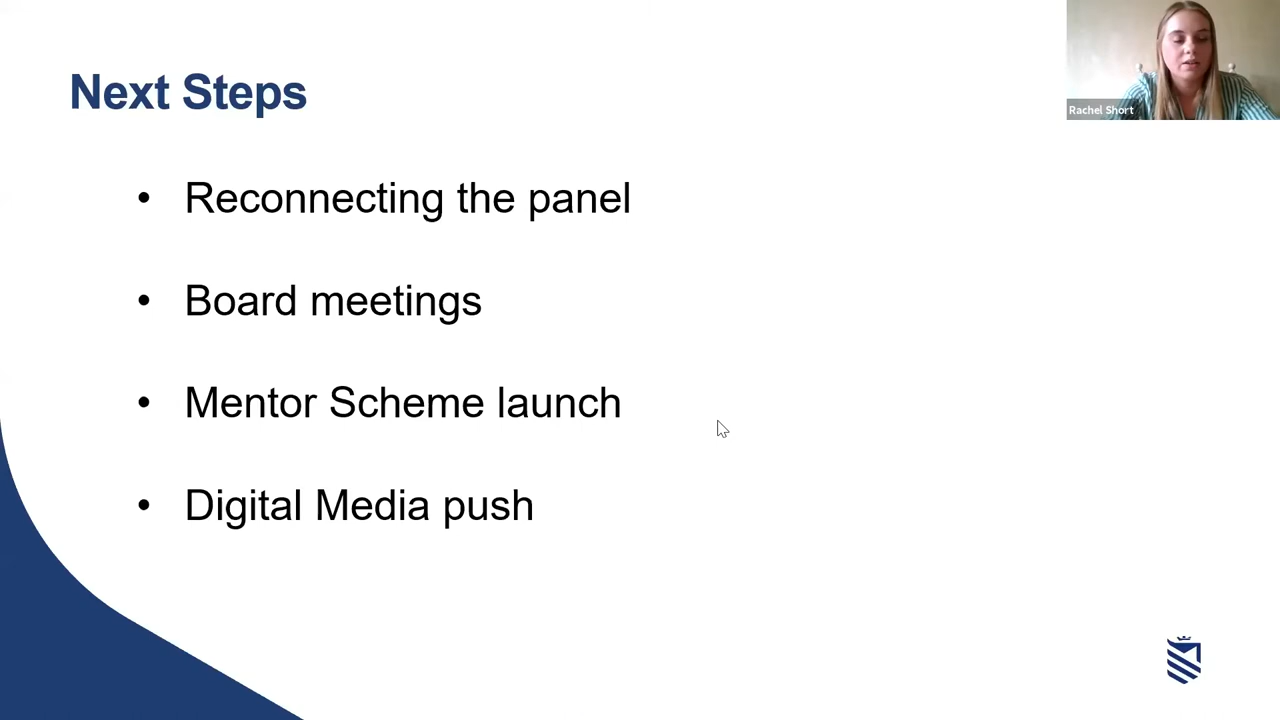 Next Steps
Rachel Short
• Reconnecting the panel
• Board meetings
• Mentor Scheme launch
• Digital Media push